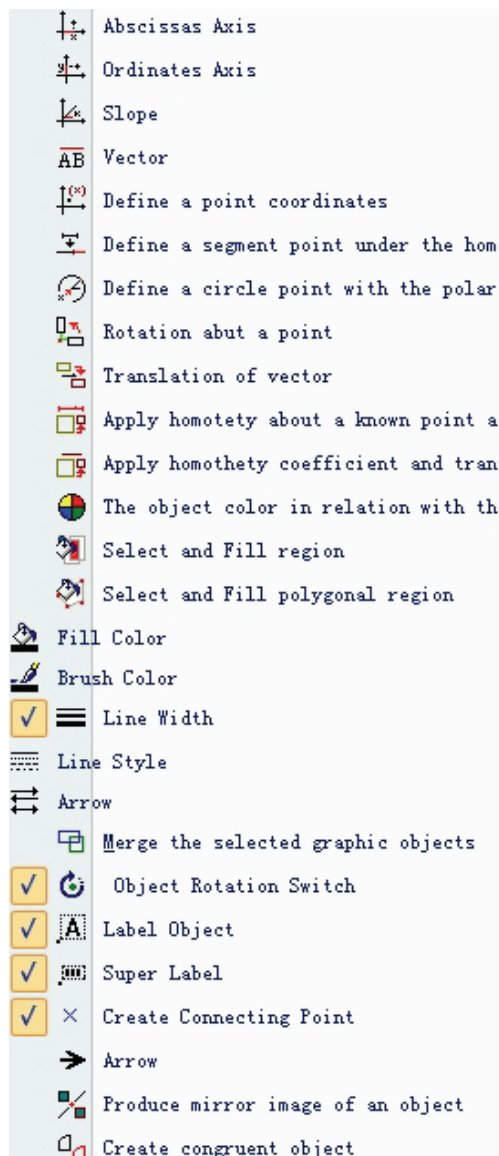 Abscissas Axis
Ordinates Axis
Slope
AB Vector
Define a point coordinates
Define a segment point under the hom
Define a circle point with the polar
Rotation abut a point
Translation of vector
Apply homotety about a known point a
Apply homothety coefficient and tran
The object color in relation with th
Select and Fill region
Select and Fill polygonal region
Fill Color
Brush Color
Line Width
Line Style
Arrow
Merge the selected graphic objects
Object Rotation Switch
A Label Object
Super Label
Create Connecting Point
Arrow
Produce mirror image of an object
Create congruent object